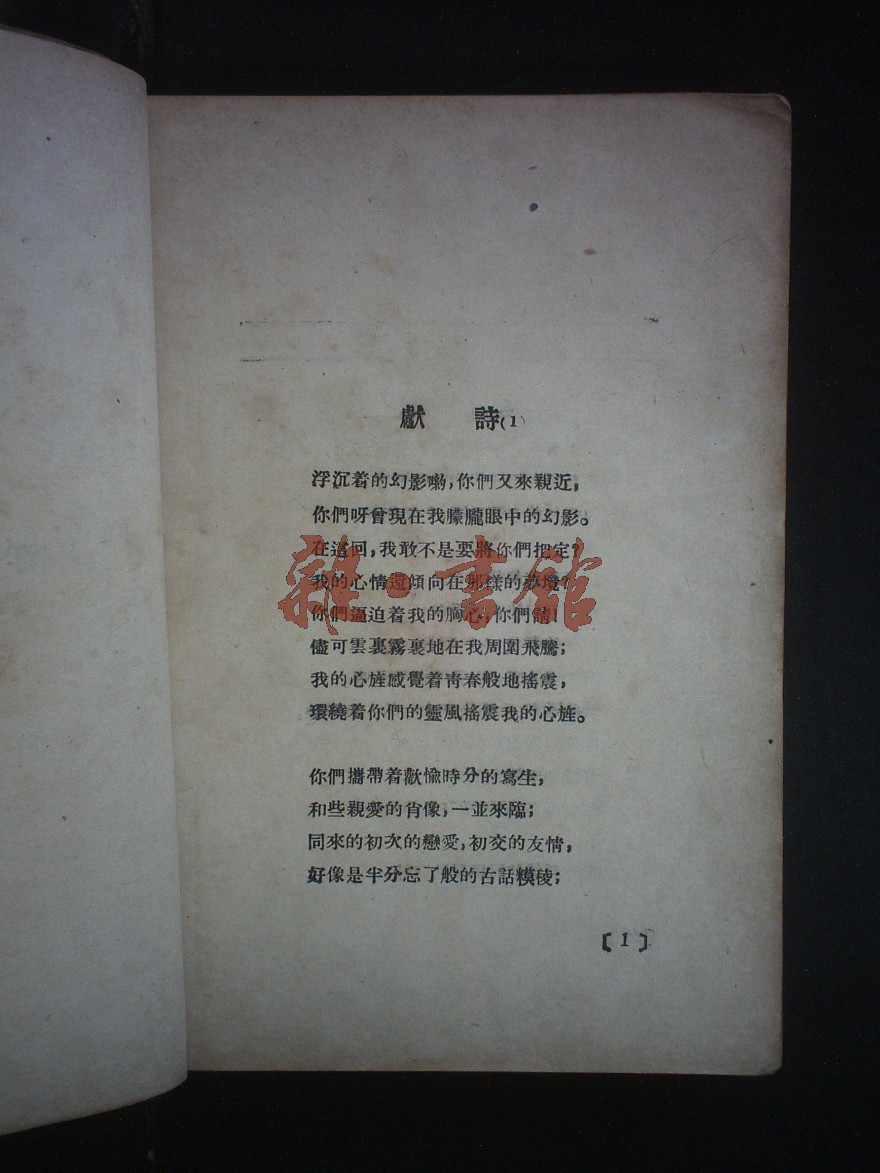 獻 詩(1)
浮沉着的幻影喲,你們又來親近,
你們呀曾現在我朦朧眼中的幻影。
在這回,我敢不是要將你們把定?
我的心情還傾向在那樣的夢境?
你們逼迫着我的胸心,你們請!
儘可雲裏霧裏地在我周圍飛騰;
我的心旌感覺着青春般地搖震,
環繞着你們的靈風搖震我的心旌。
你們攜帶着歡愉時分的寫生,
和些親愛的肖像,一並來臨;
同來的初次的戀愛,初交的友情,
好像是半分忘了般的古話糢稜;
〔1〕
雜·書館